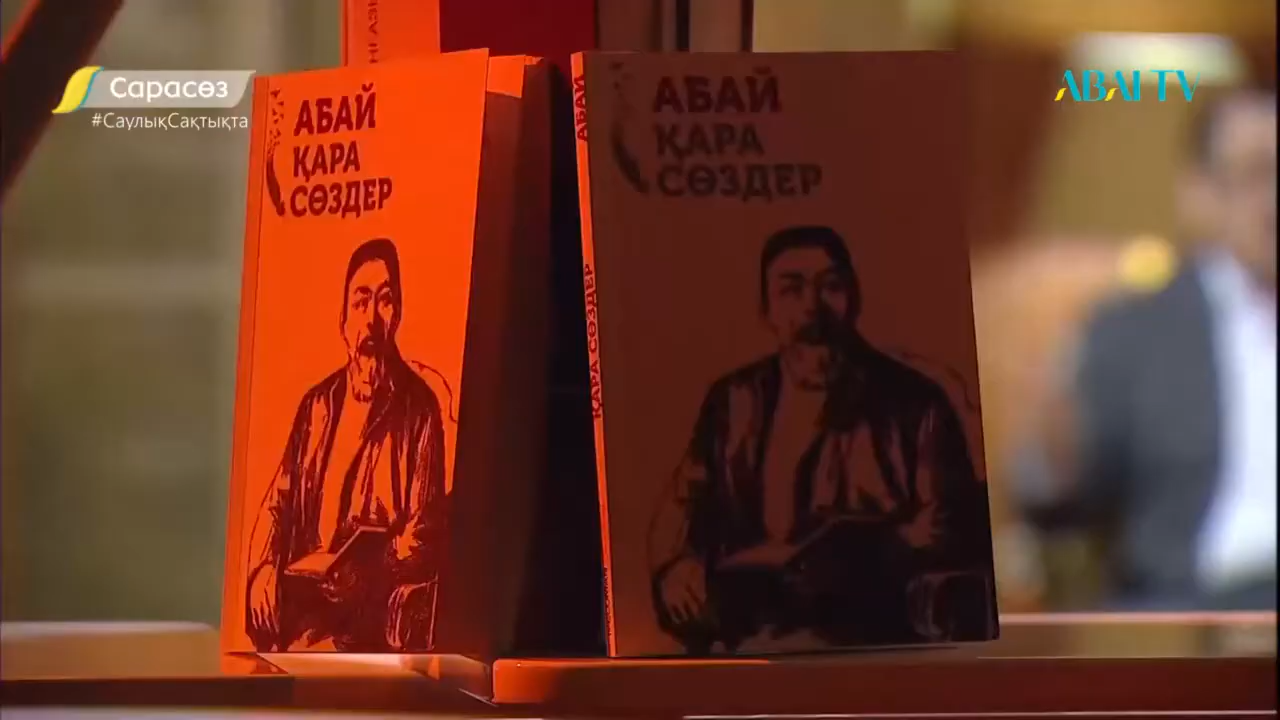 Сарасөз
#СаулықСақтықта
ABAI TV
АБАЙ
ҚАРА
СӨЗДЕР
АБАЙ
ҚАРА СӨЗДЕР
АБАЙ
ҚАРА
СӨЗДЕР